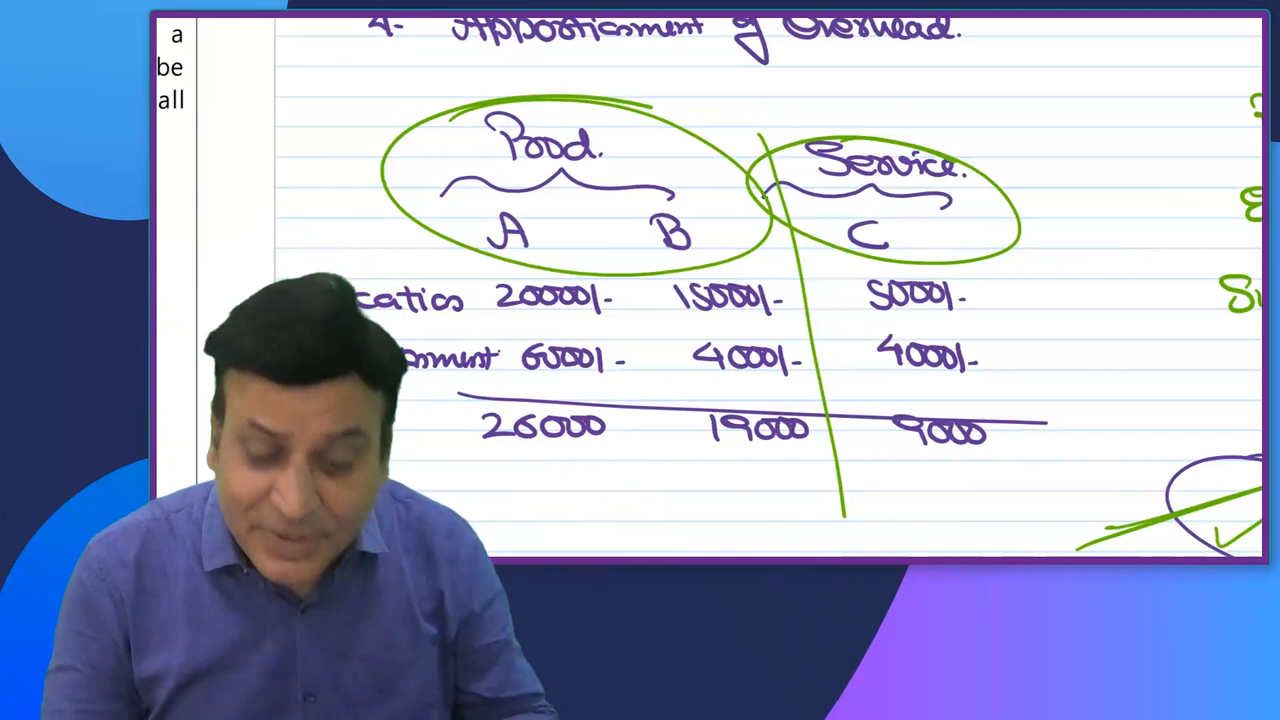 a
be
all
4- Apportionment of Overhead.
Prod. Service.
A B C
20000/- 15000/- 5000/-
6000/- 4000/- 4000/-
26000 19000 9000